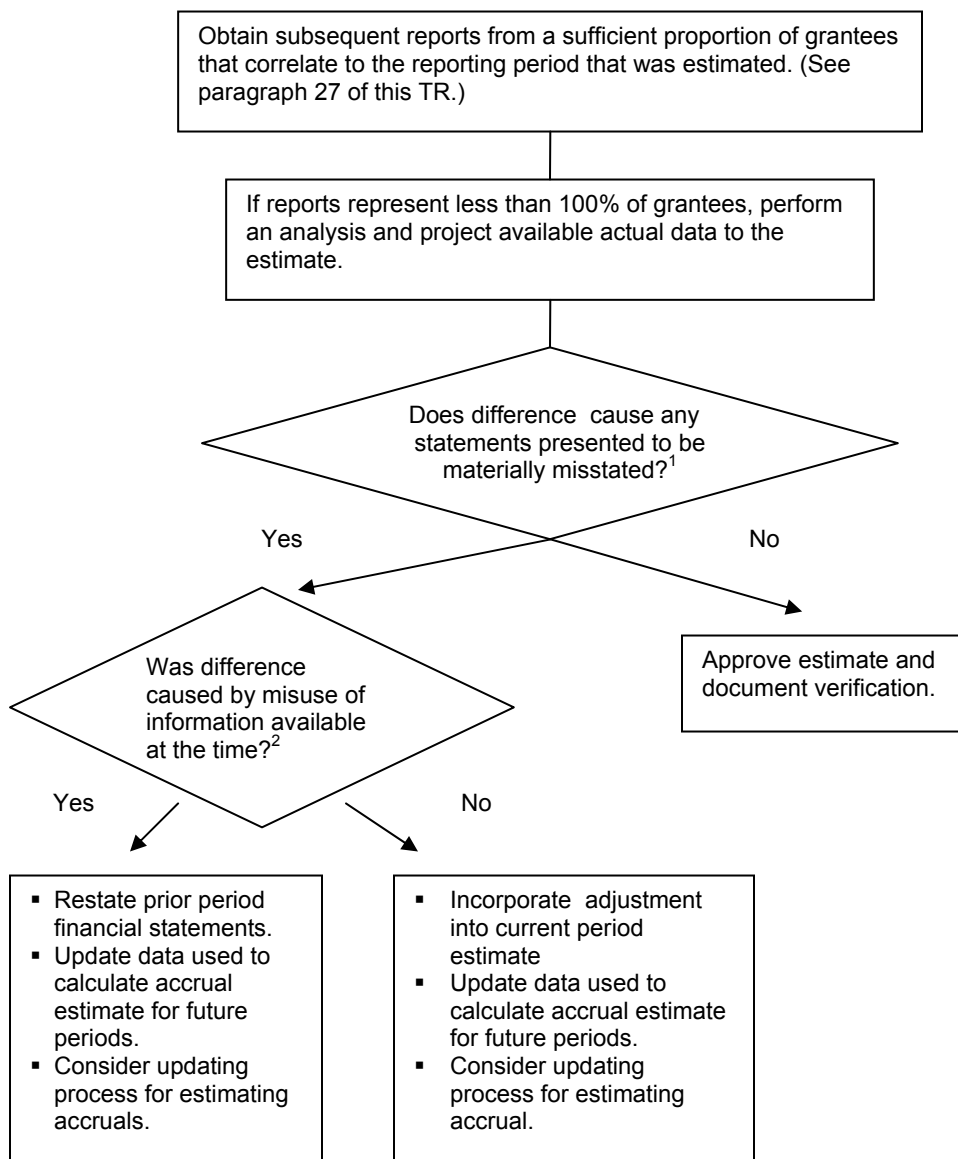 Obtain subsequent reports from a sufficient proportion of grantees
that correlate to the reporting period that was estimated. (See
paragraph 27 of this TR.)
If reports represent less than 100% of grantees, perform
an analysis and project available actual data to the
estimate.
Does difference cause any
statements presented to be
materially misstated?1
Yes
No
Was difference
caused by misuse of
information available
at the time?2
Approve estimate and
document verification.
Yes
No
▪ Restate prior period
financial statements.
▪ Update data used to
calculate accrual
estimate for future
periods.
▪ Consider updating
process for estimating
accruals.
▪ Incorporate adjustment
into current period
estimate
▪ Update data used to
calculate accrual estimate
for future periods.
▪ Consider updating
process for estimating
accrual.